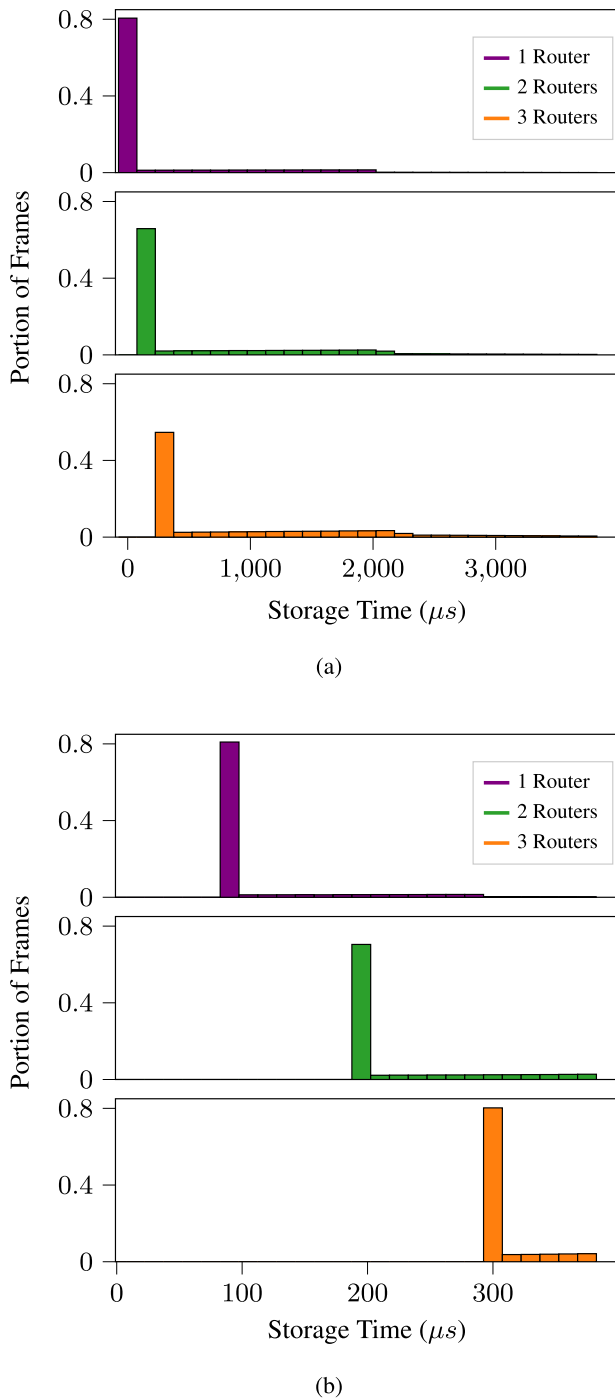 0.8
0.4
0
1 Router
2 Routers
3 Routers
0.8
0.4
0
0.8
0.4
0
Portion of Frames
0 1,000 2,000 3,000
Storage Time (μs)
(a)
0.8
0.4
0
1 Router
2 Routers
3 Routers
0.8
0.4
0
0.8
0.4
0
Portion of Frames
0 100 200 300
Storage Time (μs)
(b)